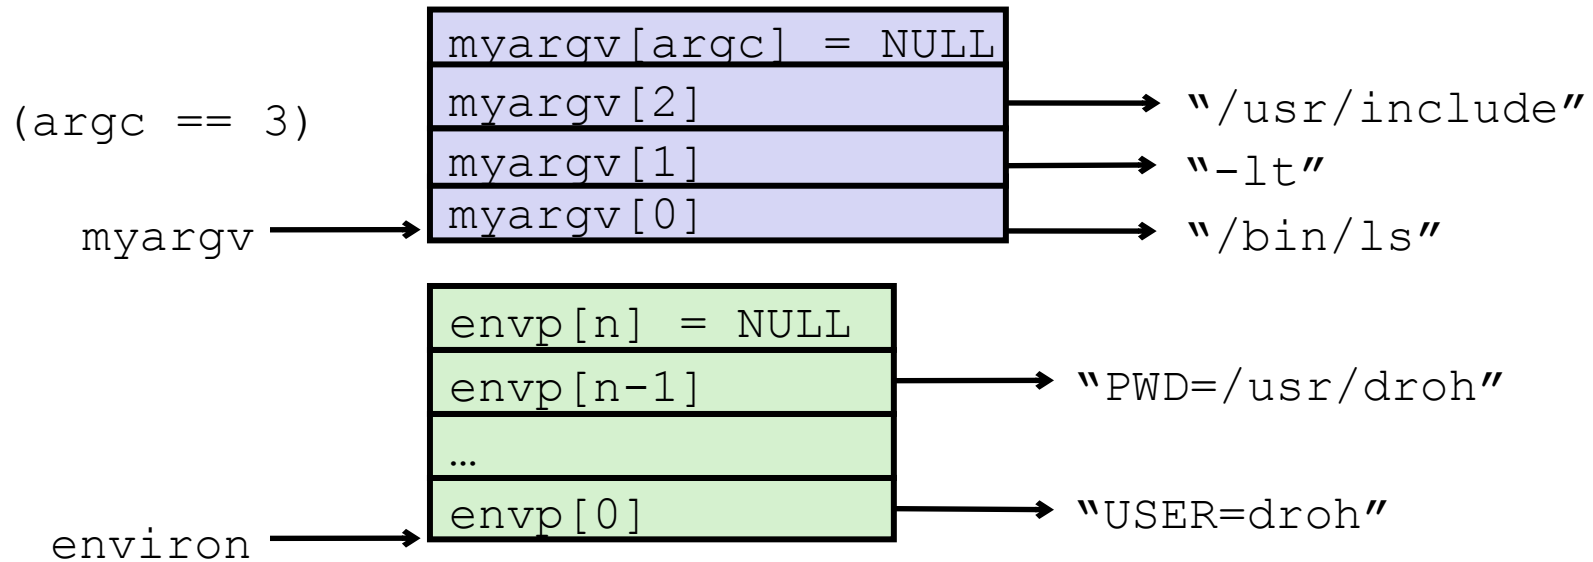 myargv[argc] = NULL
(argc == 3)
myargv[2]
“/usr/include”
myargv[1]
“-lt”
myargv
myargv[0]
“/bin/ls”
envp[n] = NULL
envp[n-1]
“PWD=/usr/droh”
…
envp[0]
“USER=droh”
environ